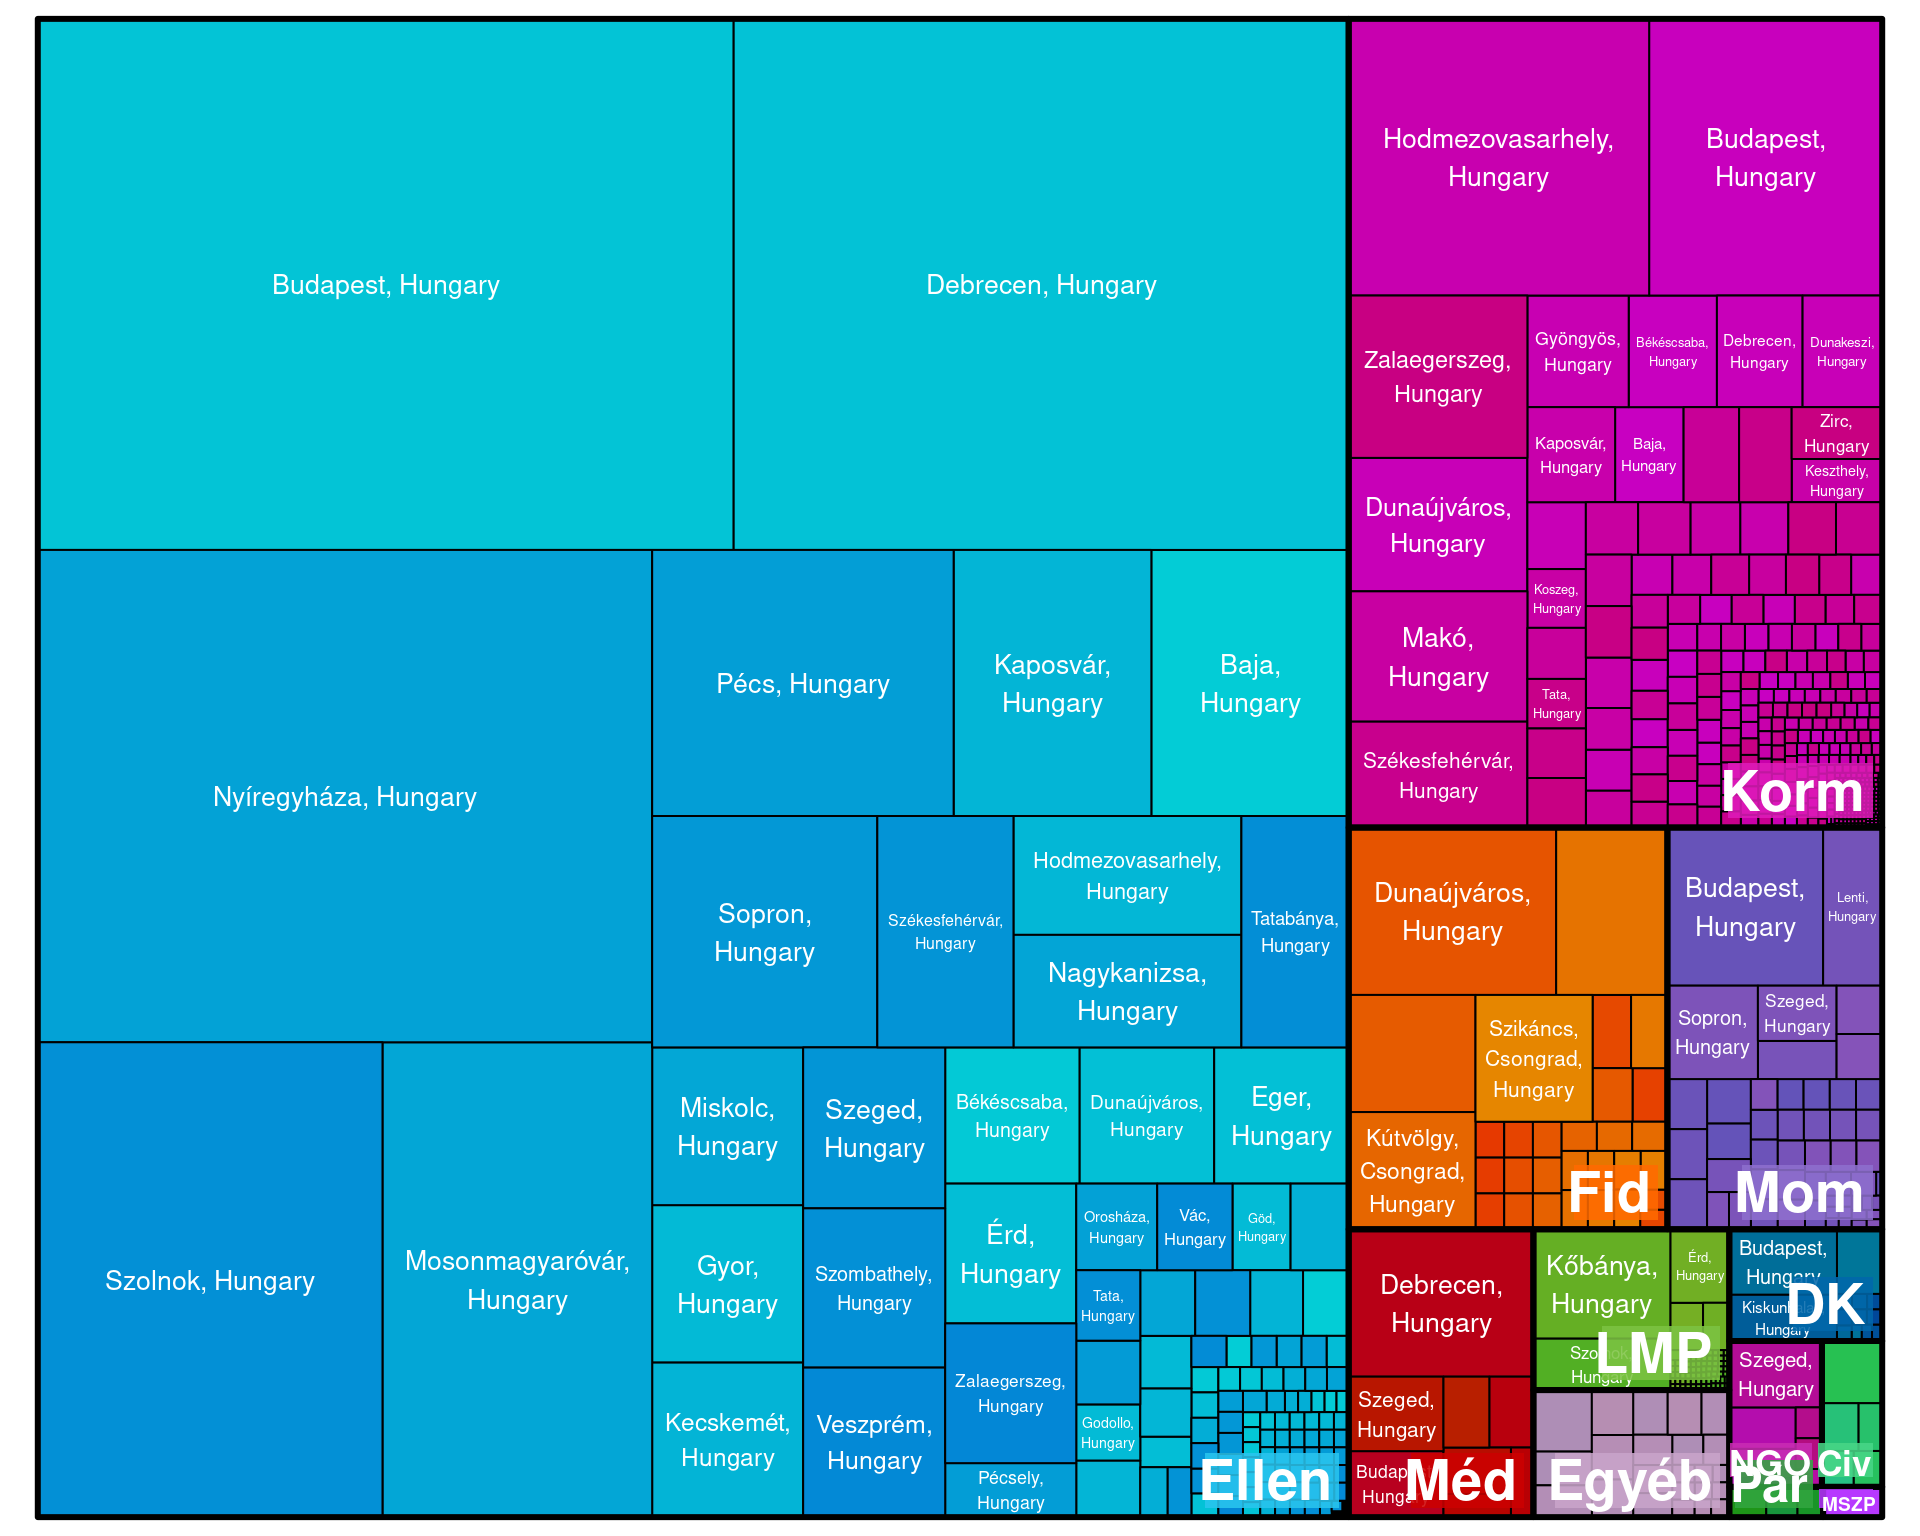 Budapest, Hungary
Debrecen, Hungary
Nyíregyháza, Hungary
Pécs, Hungary
Kaposvár,
Hungary
Baja,
Hungary
Sopron,
Hungary
Székesfehérvár,
Hungary
Hodmezovasarhely,
Hungary
Nagykanizsa,
Hungary
Tatabánya,
Hungary
Szolnok, Hungary
Mosonmagyaróvár,
Hungary
Miskolc,
Hungary
Szeged,
Hungary
Békéscsaba,
Hungary
Dunaújváros,
Hungary
Eger,
Hungary
Gyor,
Hungary
Szombathely,
Hungary
Érd,
Hungary
Orosháza,
Hungary
Vác,
Hungary
Göd,
Hungary
Tata,
Hungary
Kecskemét,
Hungary
Veszprém,
Hungary
Zalaegerszeg,
Hungary
Godollo,
Hungary
Pécsely,
Hungary
Ellen
Hodmezovasarhely,
Hungary
Budapest,
Hungary
Zalaegerszeg,
Hungary
Gyöngyös,
Hungary
Békéscsaba,
Hungary
Debrecen,
Hungary
Dunakeszi,
Hungary
Kaposvár,
Hungary
Baja,
Hungary
Zirc,
Hungary
Keszthely,
Hungary
Dunaújváros,
Hungary
Koszeg,
Hungary
Makó,
Hungary
Tata,
Hungary
Székesfehérvár,
Hungary
Korm
Dunaújváros,
Hungary
Szikáncs,
Csongrad,
Hungary
Kútvölgy,
Csongrad,
Hungary
Fid
Budapest,
Hungary
Lenti,
Hungary
Sopron,
Hungary
Szeged,
Hungary
Mom
Debrecen,
Hungary
Szeged,
Hungary
Budap
Hunga
Méd
Kőbánya,
Hungary
Érd,
Hungary
Hungary
LMP
Egyéb
Budapest,
Hungary
Hungary
DK
Szeged,
Hungary
NGO
Civ
Par
MSZP